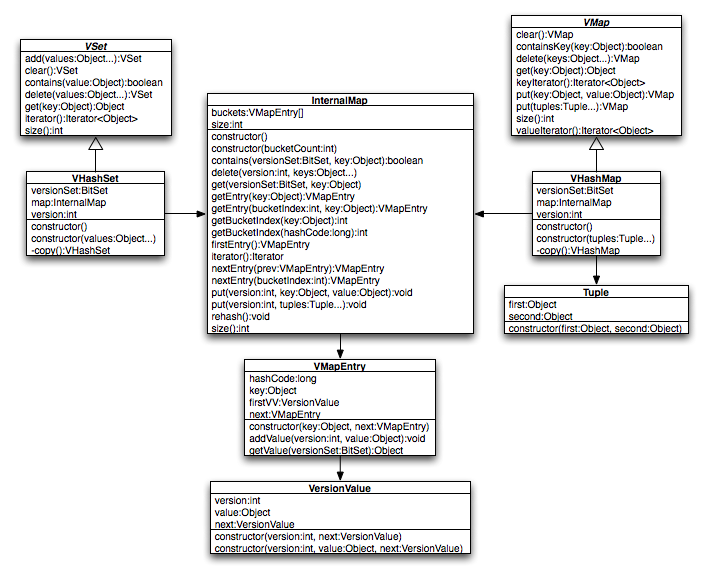 VSet
add(values:Object...):VSet
clear():VSet
contains(value:Object):boolean
delete(values:Object...):VSet
get(key:Object):Object
iterator():Iterator<Object>
size():int
VMap
clear():VMap
containsKey(key:Object):boolean
delete(keys:Object...):VMap
get(key:Object):Object
keyIterator():Iterator<Object>
put(key:Object, value:Object):VMap
put(tuples:Tuple...):VMap
size():int
valueIterator():Iterator<Object>
InternalMap
buckets:VMapEntry[]
size:int
constructor()
constructor(bucketCount:int)
contains(versionSet:BitSet, key:Object):boolean
delete(version:int, keys:Object...)
get(versionSet:BitSet, key:Object)
getEntry(key:Object):VMapEntry
getEntry(bucketIndex:int, key:Object):VMapEntry
getBucketIndex(key:Object):int
getBucketIndex(hashCode:long):int
firstEntry():VMapEntry
iterator():Iterator
nextEntry(prev:VMapEntry):VMapEntry
nextEntry(bucketIndex:int):VMapEntry
put(version:int, key:Object, value:Object):void
put(version:int, tuples:Tuple...):void
rehash():void
size():int
VHashSet
versionSet:BitSet
map:InternalMap
version:int
constructor()
constructor(values:Object...)
-copy():VHashSet
VHashMap
versionSet:BitSet
map:InternalMap
version:int
constructor()
constructor(tuples:Tuple...)
-copy():VHashMap
Tuple
first:Object
second:Object
constructor(first:Object, second:Object)
VMapEntry
hashCode:long
key:Object
firstVV:VersionValue
next:VMapEntry
constructor(key:Object, next:VMapEntry)
addValue(version:int, value:Object):void
getValue(versionSet:BitSet):Object
VersionValue
version:int
value:Object
next:VersionValue
constructor(version:int, next:VersionValue)
constructor(version:int, value:Object, next:VersionValue)